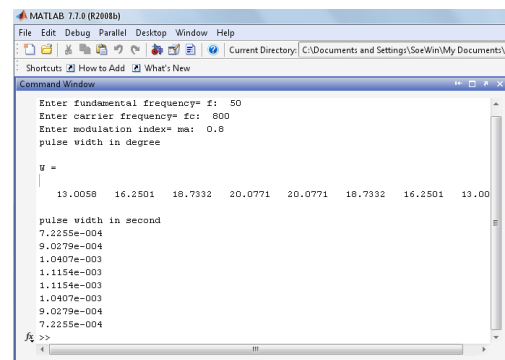 MATLAB 7.7.0 (R2008b)
File Edit Debug Parallel Desktop Window Help
Current Directory: C:\Documents and Settings\SoeWin\My Documents\
Shortcuts How to Add What's New
Command Window
Enter fundamental frequency= f: 50
Enter carrier frequency= fc: 800
Enter modulation index= ma: 0.8
pulse width in degree
W =
13.0058 16.2501 18.7332 20.0771 20.0771 18.7332 16.2501 13.00
pulse width in second
7.2255e-004
9.0279e-004
1.0407e-003
1.1154e-003
1.1154e-003
1.0407e-003
9.0279e-004
7.2255e-004
fx >>